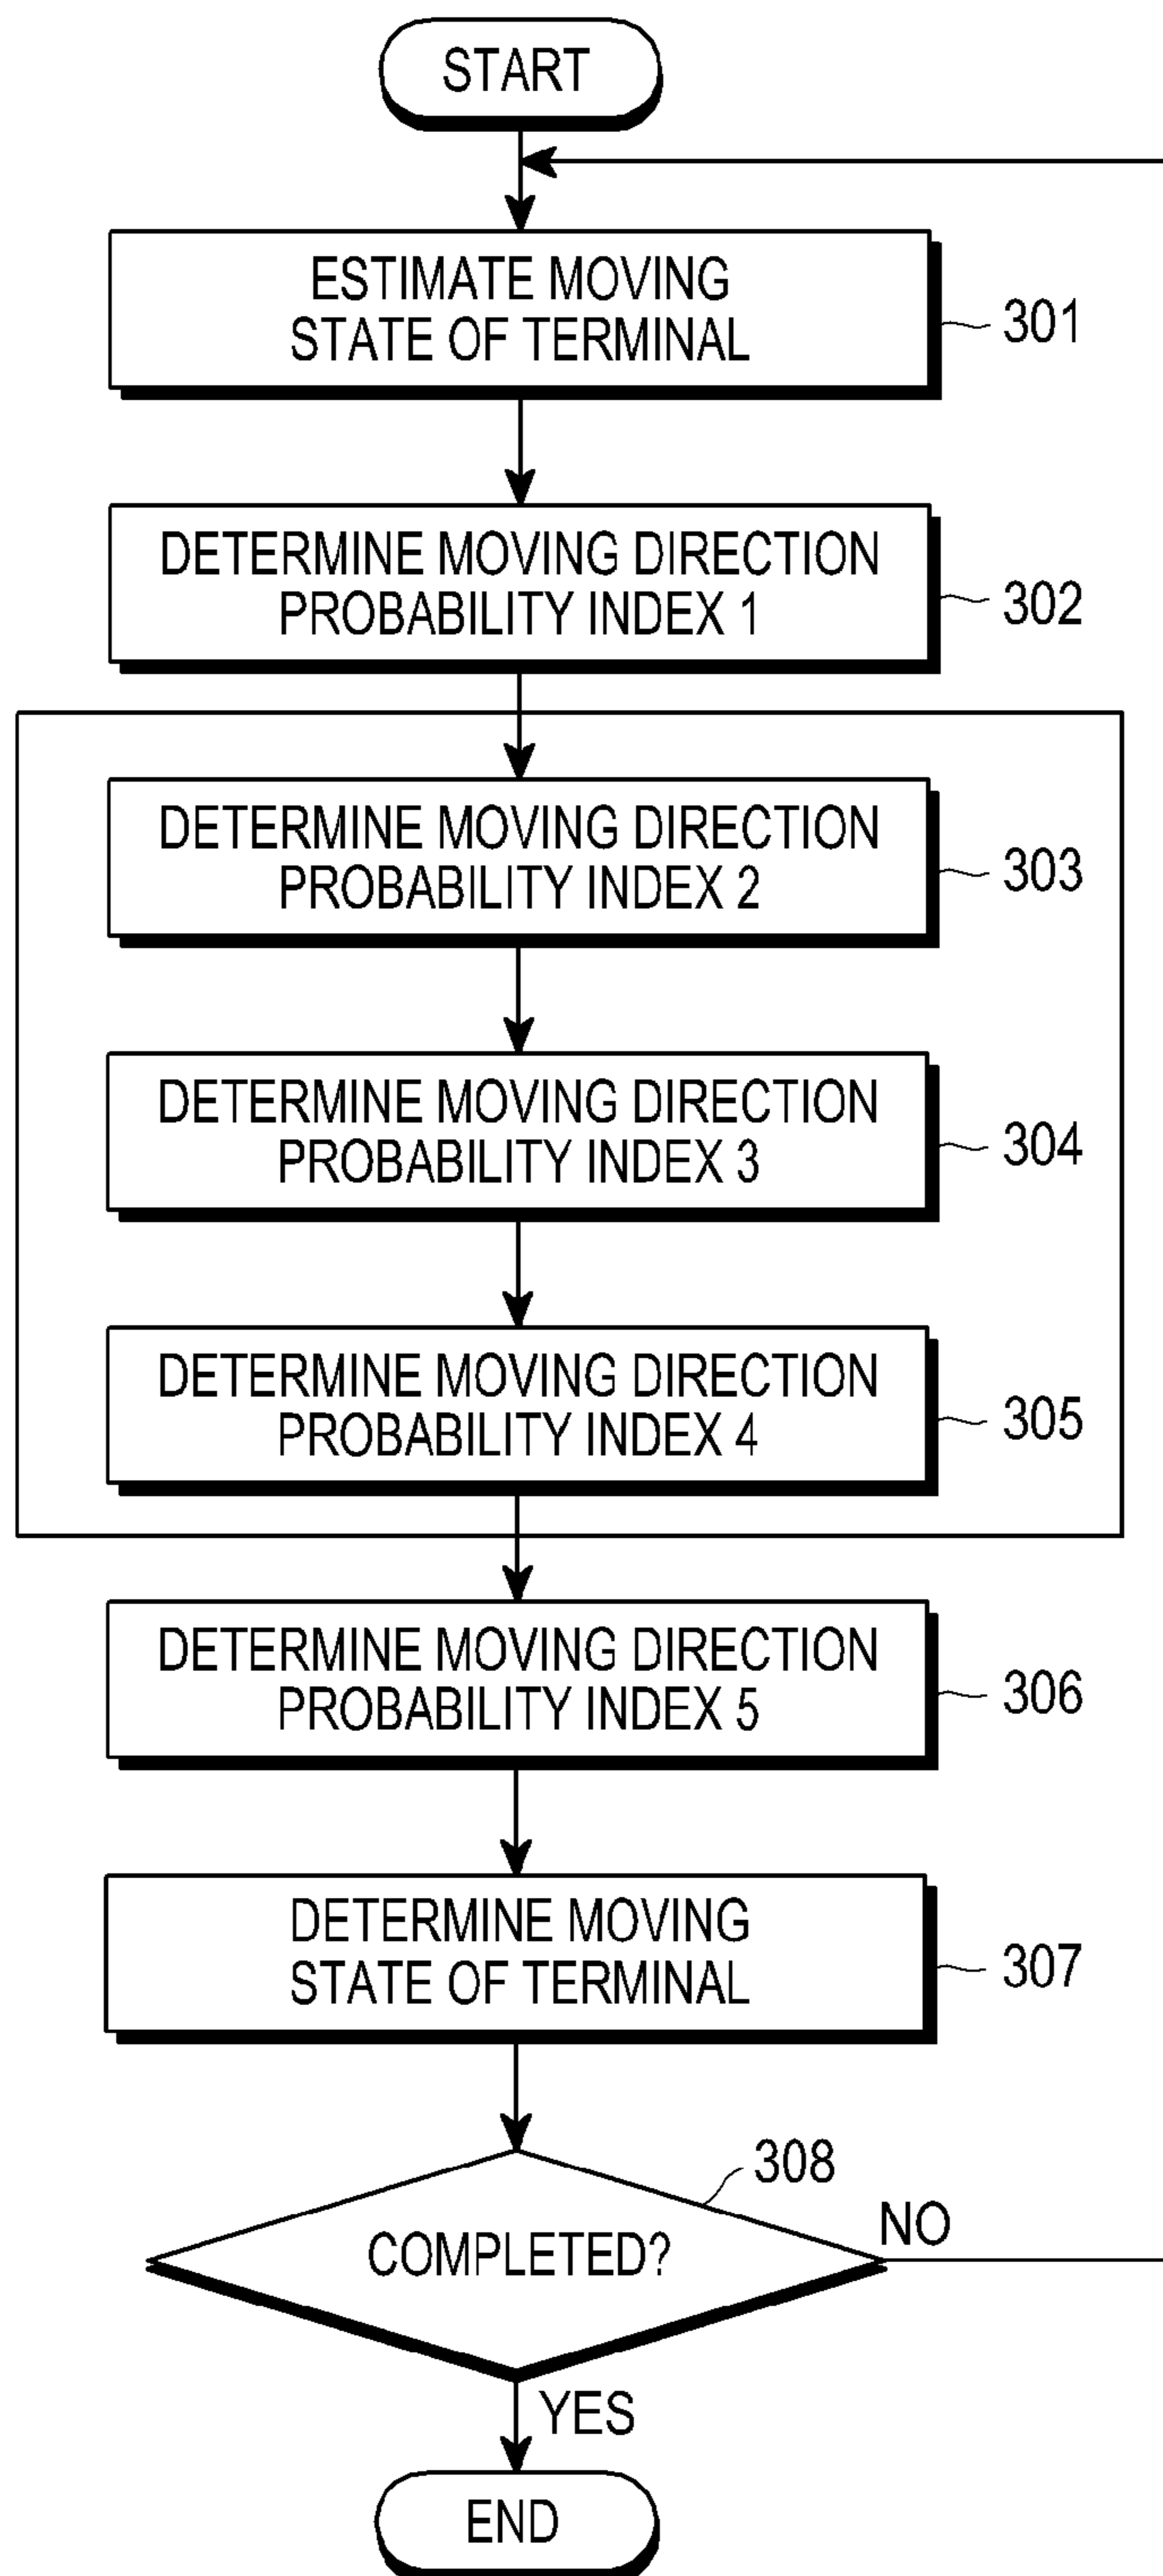 START
ESTIMATE MOVING
STATE OF TERMINAL
301
DETERMINE MOVING DIRECTION
PROBABILITY INDEX 1
302
DETERMINE MOVING DIRECTION
PROBABILITY INDEX 2
303
DETERMINE MOVING DIRECTION
PROBABILITY INDEX 3
304
DETERMINE MOVING DIRECTION
PROBABILITY INDEX 4
305
DETERMINE MOVING DIRECTION
PROBABILITY INDEX 5
306
DETERMINE MOVING
STATE OF TERMINAL
307
308
COMPLETED?
NO
YES
END